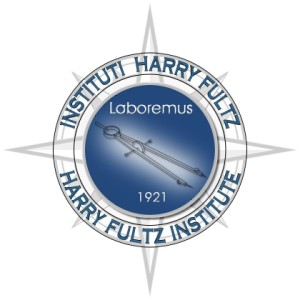 INSTITUTI HARRY FULTZ
Laboremus
1921
HARRY FULTZ INSTITUTE